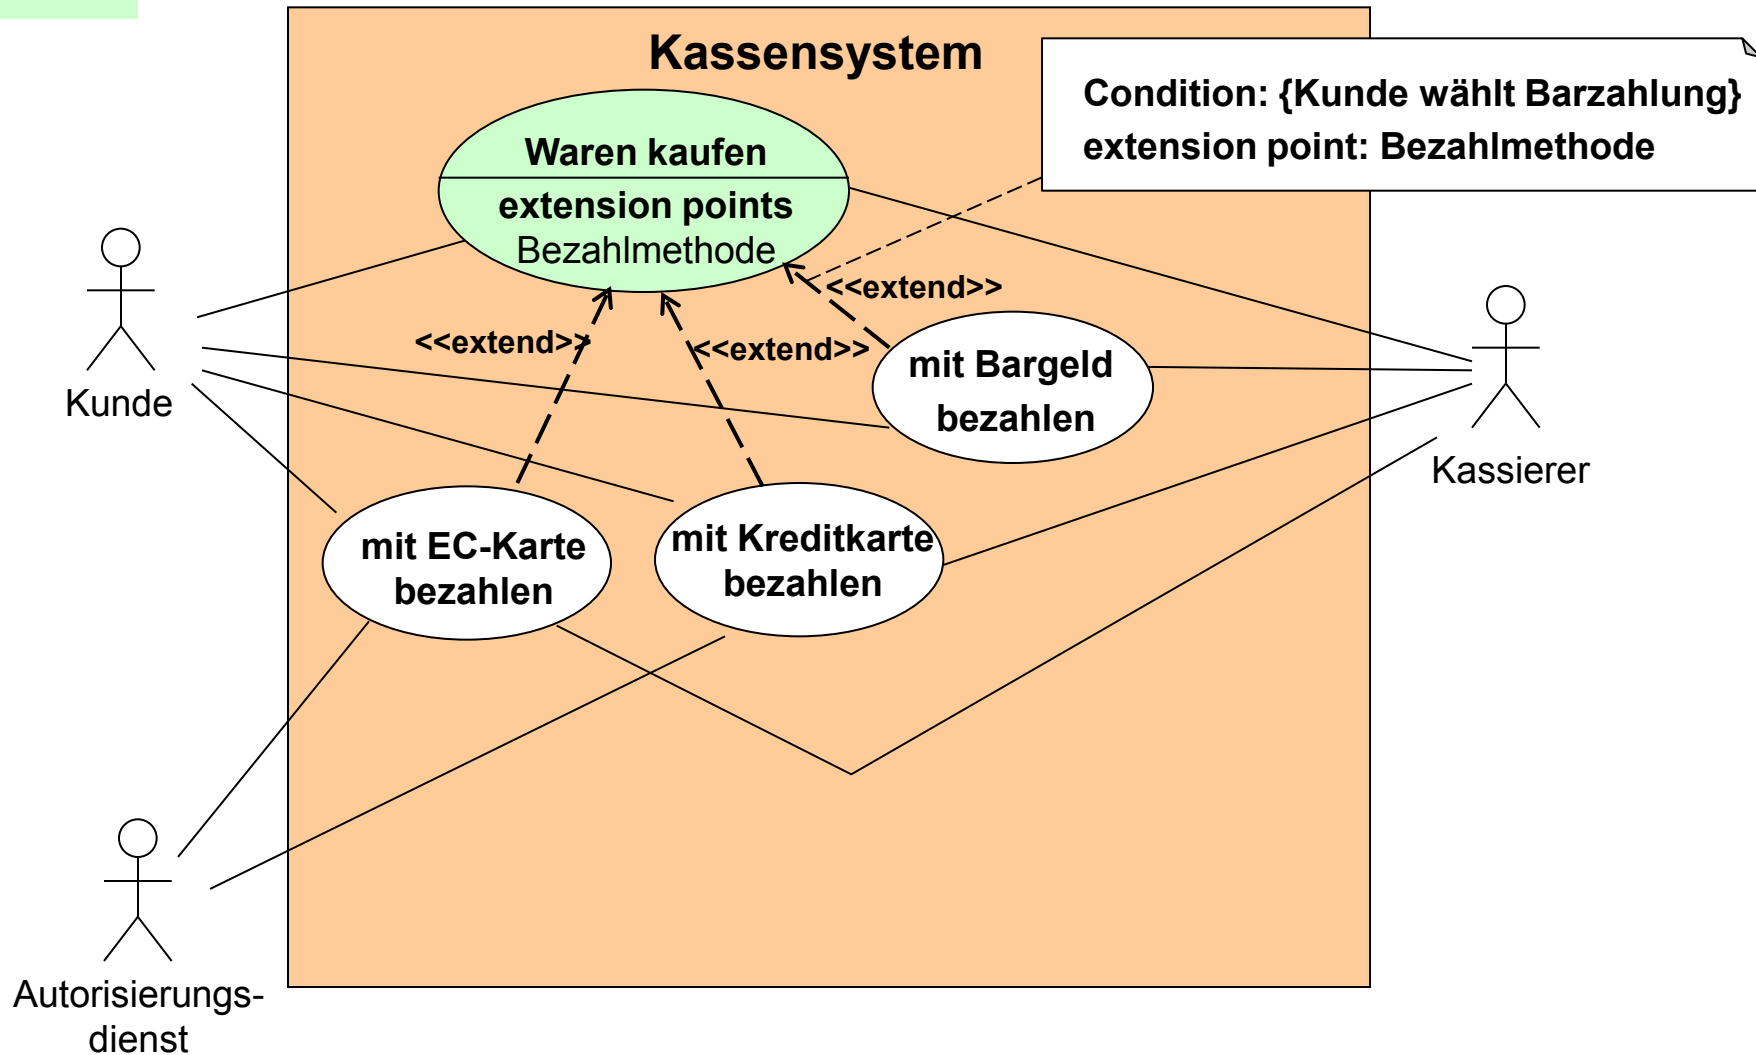 Kassensystem
Condition: {Kunde wählt Barzahlung}
extension point: Bezahlmethode
Waren kaufen
extension points
Bezahlmethode
<<extend>>
<<extend>>
<<extend>>
mit Bargeld
bezahlen
Kunde
Kassierer
mit EC-Karte
bezahlen
mit Kreditkarte
bezahlen
Autorisierungs-
dienst